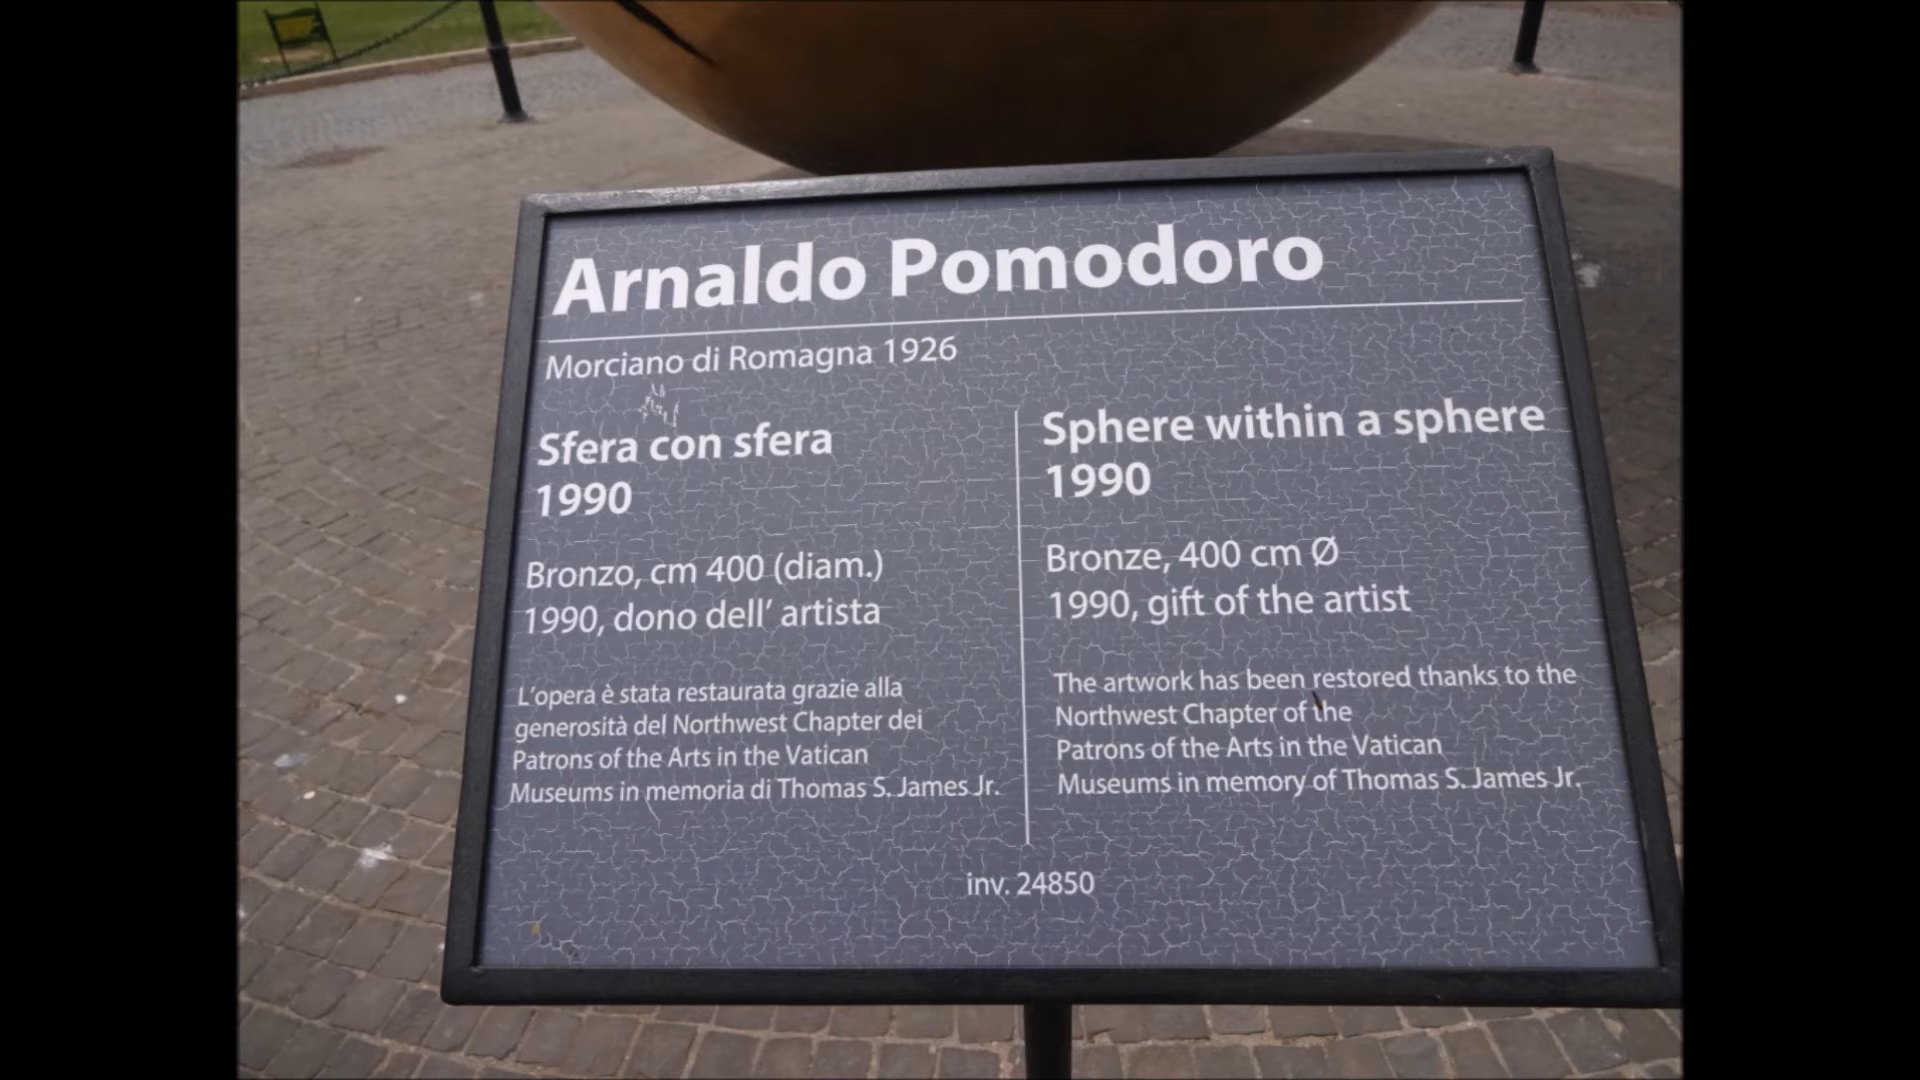 Arnaldo Pomodoro
Morciano di Romagna 1926
Sfera con sfera
1990
Bronzo, cm 400 (diam.)
1990, dono dell' artista
L'opera è stata restaurata grazie alla
generosità del Northwest Chapter dei
Patrons of the Arts in the Vatican
Museums in memoria di Thomas S. James Jr.
Sphere within a sphere
1990
Bronze, 400 cm Ø
1990, gift of the artist
The artwork has been restored thanks to the
Northwest Chapter of the
Patrons of the Arts in the Vatican
Museums in memory of Thomas S. James Jr.
inv. 24850